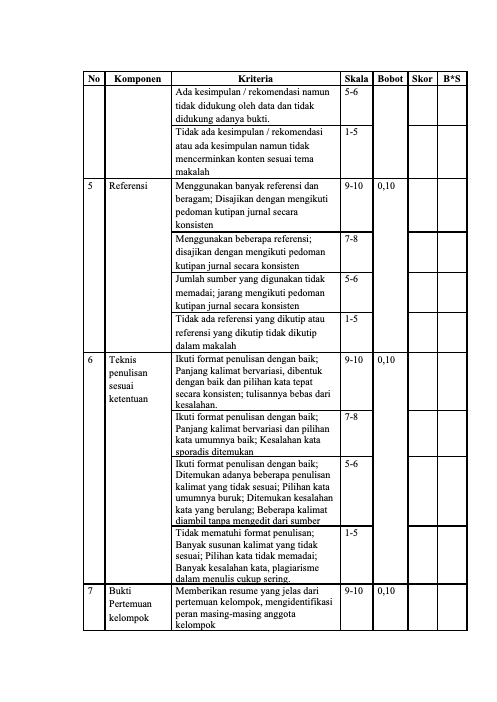 No Komponen Kriteria Skala Bobot Skor B*S
Ada kesimpulan / rekomendasi namun 5-6
tidak didukung oleh data dan tidak
didukung adanya bukti.
Tidak ada kesimpulan / rekomendasi 1-5
atau ada kesimpulan namun tidak
mencerminkan konten sesuai tema
makalah
5 Referensi Menggunakan banyak referensi dan 9-10 0,10
beragam; Disajikan dengan mengikuti
pedoman kutipan jurnal secara
konsisten
Menggunakan beberapa referensi; 7-8
disajikan dengan mengikuti pedoman
kutipan jurnal secara konsisten
Jumlah sumber yang digunakan tidak 5-6
memadai; jarang mengikuti pedoman
kutipan jurnal secara konsisten
Tidak ada referensi yang dikutip atau 1-5
referensi yang dikutip tidak dikutip
dalam makalah
6 Teknis Ikuti format penulisan dengan baik; 9-10 0,10
penulisan Panjang kalimat bervariasi, dibentuk
sesuai dengan baik dan pilihan kata tepat
ketentuan secara konsisten; tulisannya bebas dari
kesalahan.
Ikuti format penulisan dengan baik; 7-8
Panjang kalimat bervariasi dan pilihan
kata umumnya baik; Kesalahan kata
sporadis ditemukan
Ikuti format penulisan dengan baik; 5-6
Ditemukan adanya beberapa penulisan
kalimat yang tidak sesuai; Pilihan kata
umumnya buruk; Ditemukan kesalahan
kata yang berulang; Beberapa kalimat
diambil tanpa mengedit dari sumber
Tidak mematuhi format penulisan; 1-5
Banyak susunan kalimat yang tidak
sesuai; Pilihan kata tidak memadai;
Banyak kesalahan kata, plagiarisme
dalam menulis cukup sering.
7 Bukti Memberikan resume yang jelas dari 9-10 0,10
Pertemuan pertemuan kelompok, mengidentifikasi
kelompok peran masing-masing anggota
kelompok